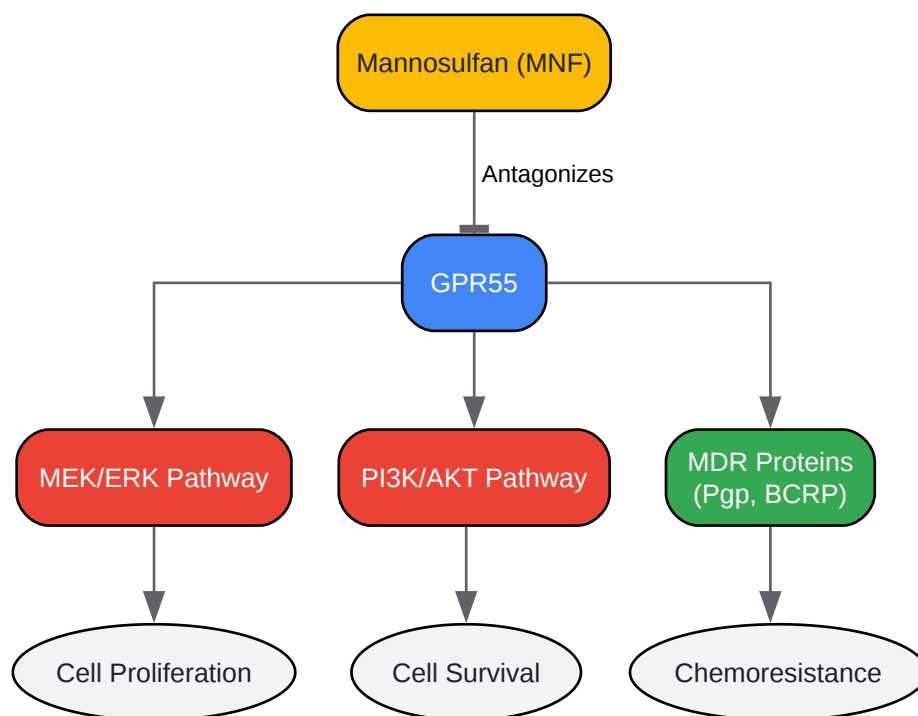 Mannosulfan (MNF)
Antagonizes
GPR55
MEK/ERK Pathway
PI3K/AKT Pathway
MDR Proteins
(Pgp, BCRP)
Cell Proliferation
Cell Survival
Chemoresistance